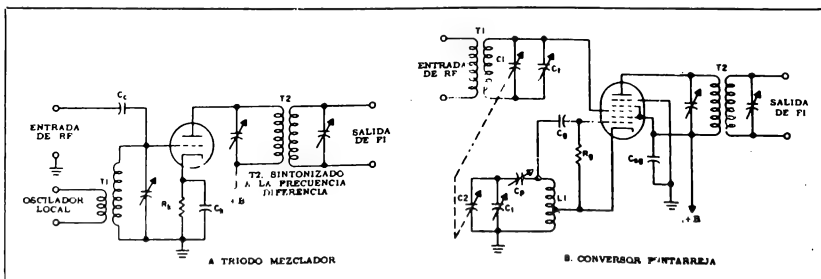 Cc
ENTRADA
DE RF
T1
OSCILADOR
LOCAL
Rk
Ck
T2
SALIDA
DE FI
T2. SINTONIZADO
A LA FRECUENCIA
DIFERENCIA
+B
A TRIODO MEZCLADOR
T1
ENTRADA
DE RF
C1
Ct
Cg
Rg
C2
Ct
Cp
L1
Csg
T2
SALIDA
DE FI
+B
B. CONVERSOR PENTARREJA